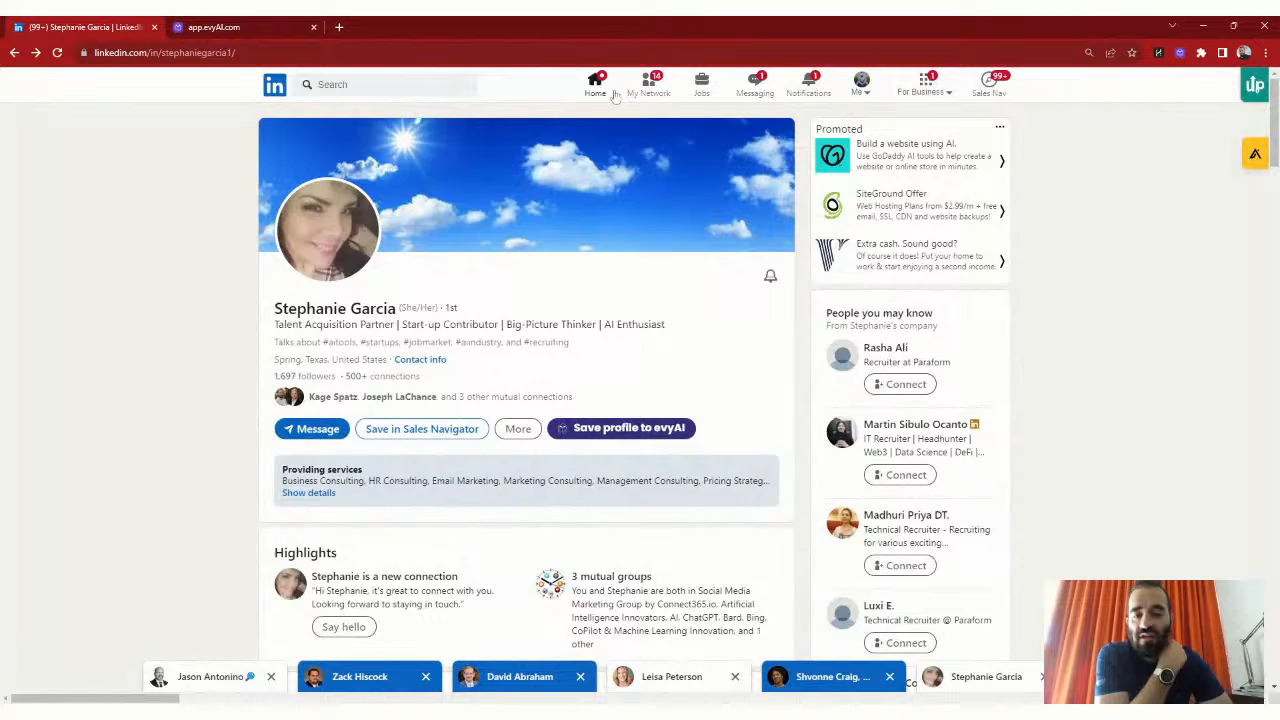 (99+) Stephanie Garcia | LinkedI
app.evyAI.com
linkedin.com/in/stephaniegarcia1/
Search
Home
14
My Network
Jobs
1
Messaging
1
Notifications
Me
1
For Business
99+
Sales Nav
Promoted
Build a website using AI.
Use GoDaddy AI tools to help create a
website or online store in minutes.
SiteGround Offer
Web Hosting Plans from $2.99/m + free
email, SSL, CDN and website backups!
Extra cash. Sound good?
Of course it does! Put your home to
work & start enjoying a second income.
Stephanie Garcia (She/Her) · 1st
Talent Acquisition Partner | Start-up Contributor | Big-Picture Thinker | AI Enthusiast
Talks about #aitools, #startups, #jobmarket, #aiindustry, and #recruiting
Spring, Texas, United States · Contact info
1,697 followers · 500+ connections
Kage Spatz, Joseph LaChance, and 3 other mutual connections
Message
Save in Sales Navigator
More
Save profile to evyAI
Providing services
Business Consulting, HR Consulting, Email Marketing, Marketing Consulting, Management Consulting, Pricing Strateg...
Show details
Highlights
Stephanie is a new connection
"Hi Stephanie, it's great to connect with you.
Looking forward to staying in touch."
Say hello
3 mutual groups
You and Stephanie are both in Social Media
Marketing Group by Connect365.io, Artificial
Intelligence Innovators, AI, ChatGPT, Bard, Bing,
CoPilot & Machine Learning Innovation, and 1
other
People you may know
From Stephanie's company
Rasha Ali
Recruiter at Paraform
Connect
Martin Sibulo Ocanto
IT Recruiter | Headhunter |
Web3 | Data Science | DeFi |...
Connect
Madhuri Priya DT.
Technical Recruiter - Recruiting
for various exciting...
Connect
Luxi E.
Technical Recruiter @ Paraform
Connect
Jason Antonino
Zack Hiscock
David Abraham
Leisa Peterson
Shvonne Craig, ...
Stephanie Garcia